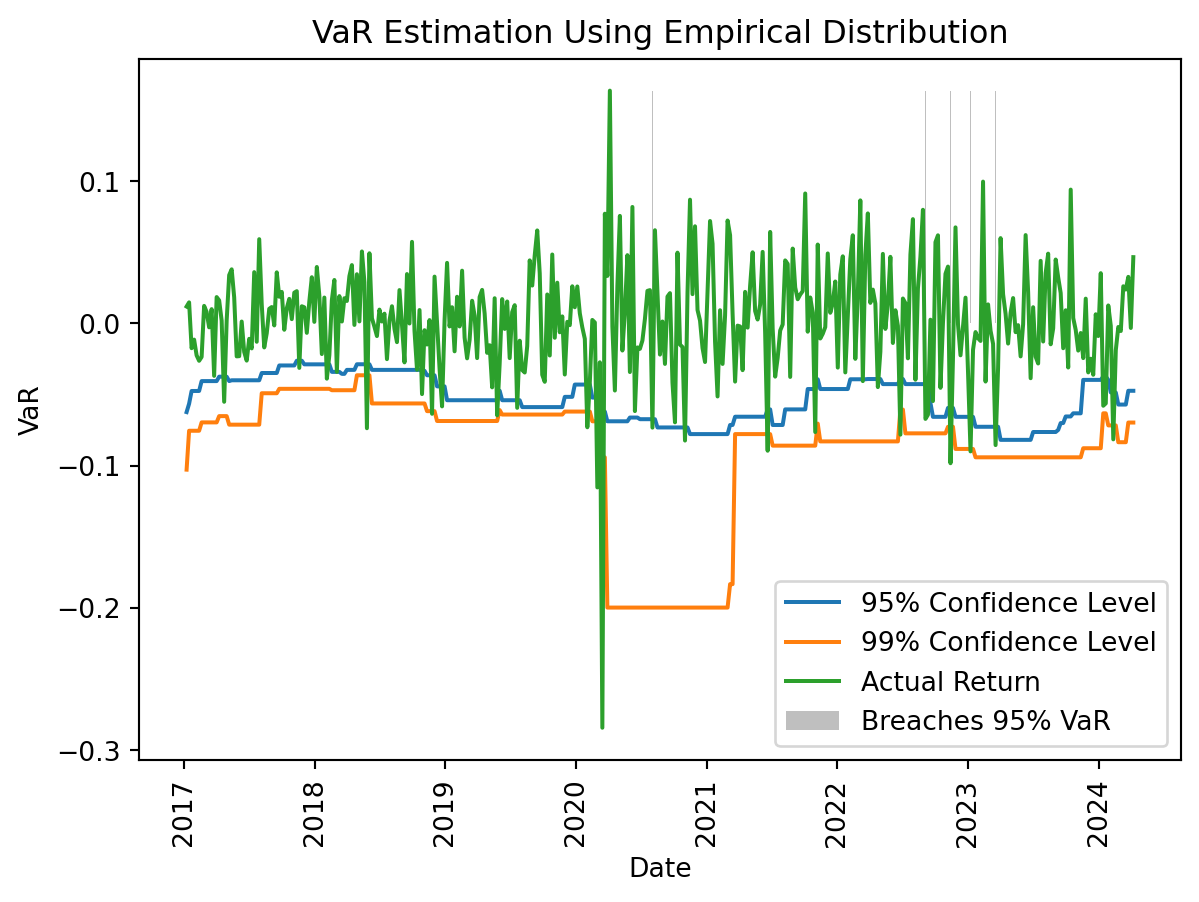 VaR Estimation Using Empirical Distribution
VaR
0.1
0.0
−0.1
−0.2
−0.3
95% Confidence Level
99% Confidence Level
Actual Return
Breaches 95% VaR
2017
2018
2019
2020
2021
2022
2023
2024
Date